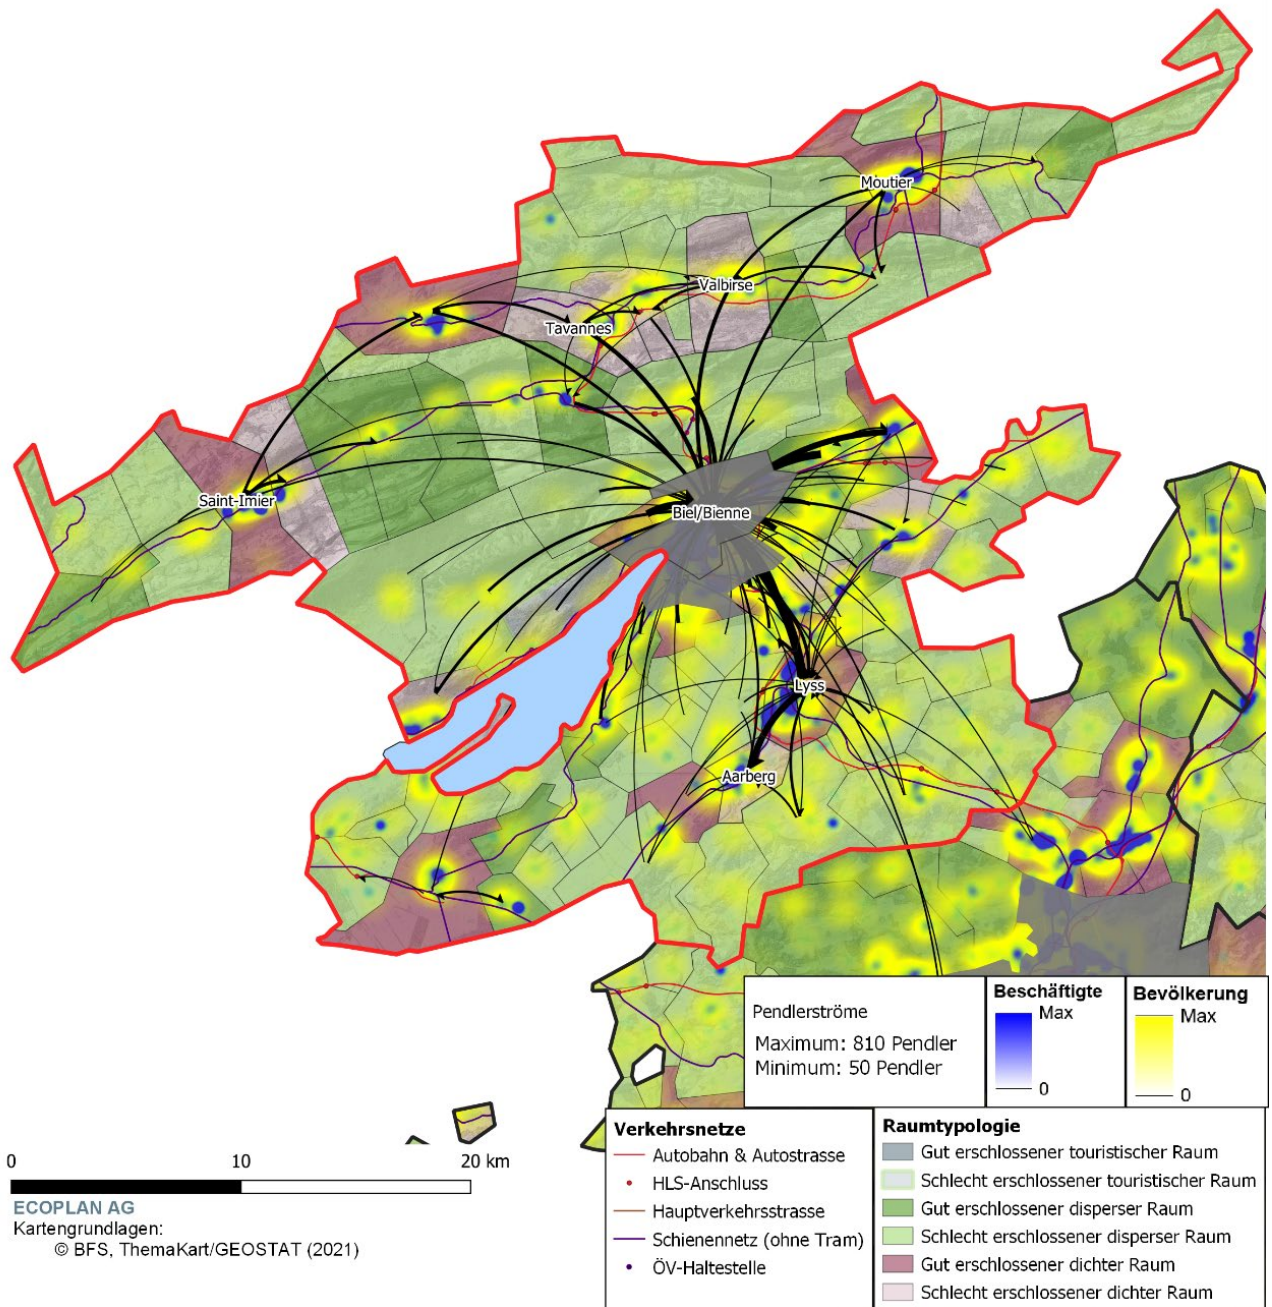 Moutier
Valbirse
Tavannes
Saint-Imier
Biel/Bienne
Lyss
Aarberg
Pendlerströme
Maximum: 810 Pendler
Minimum: 50 Pendler
Beschäftigte
Max
0
Bevölkerung
Max
0
Verkehrsnetze
Autobahn & Autostrasse
HLS-Anschluss
Hauptverkehrsstrasse
Schienennetz (ohne Tram)
ÖV-Haltestelle
Raumtypologie
Gut erschlossener touristischer Raum
Schlecht erschlossener touristischer Raum
Gut erschlossener disperser Raum
Schlecht erschlossener disperser Raum
Gut erschlossener dichter Raum
Schlecht erschlossener dichter Raum
0 10 20 km
ECOPLAN AG
Kartengrundlagen:
© BFS, ThemaKart/GEOSTAT (2021)